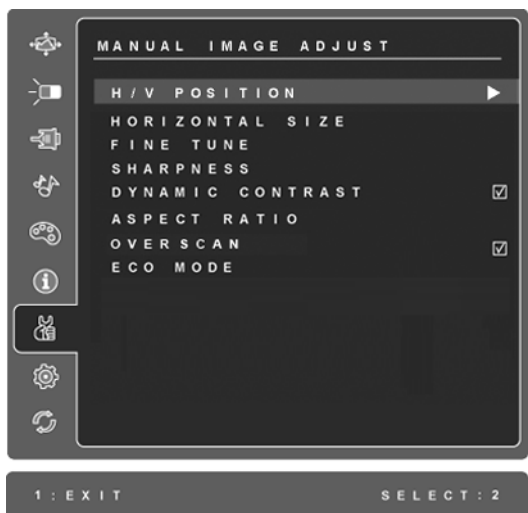 MANUAL IMAGE ADJUST
H/V POSITION
HORIZONTAL SIZE
FINE TUNE
SHARPNESS
DYNAMIC CONTRAST
ASPECT RATIO
OVERSCAN
ECO MODE
1:EXIT SELECT:2